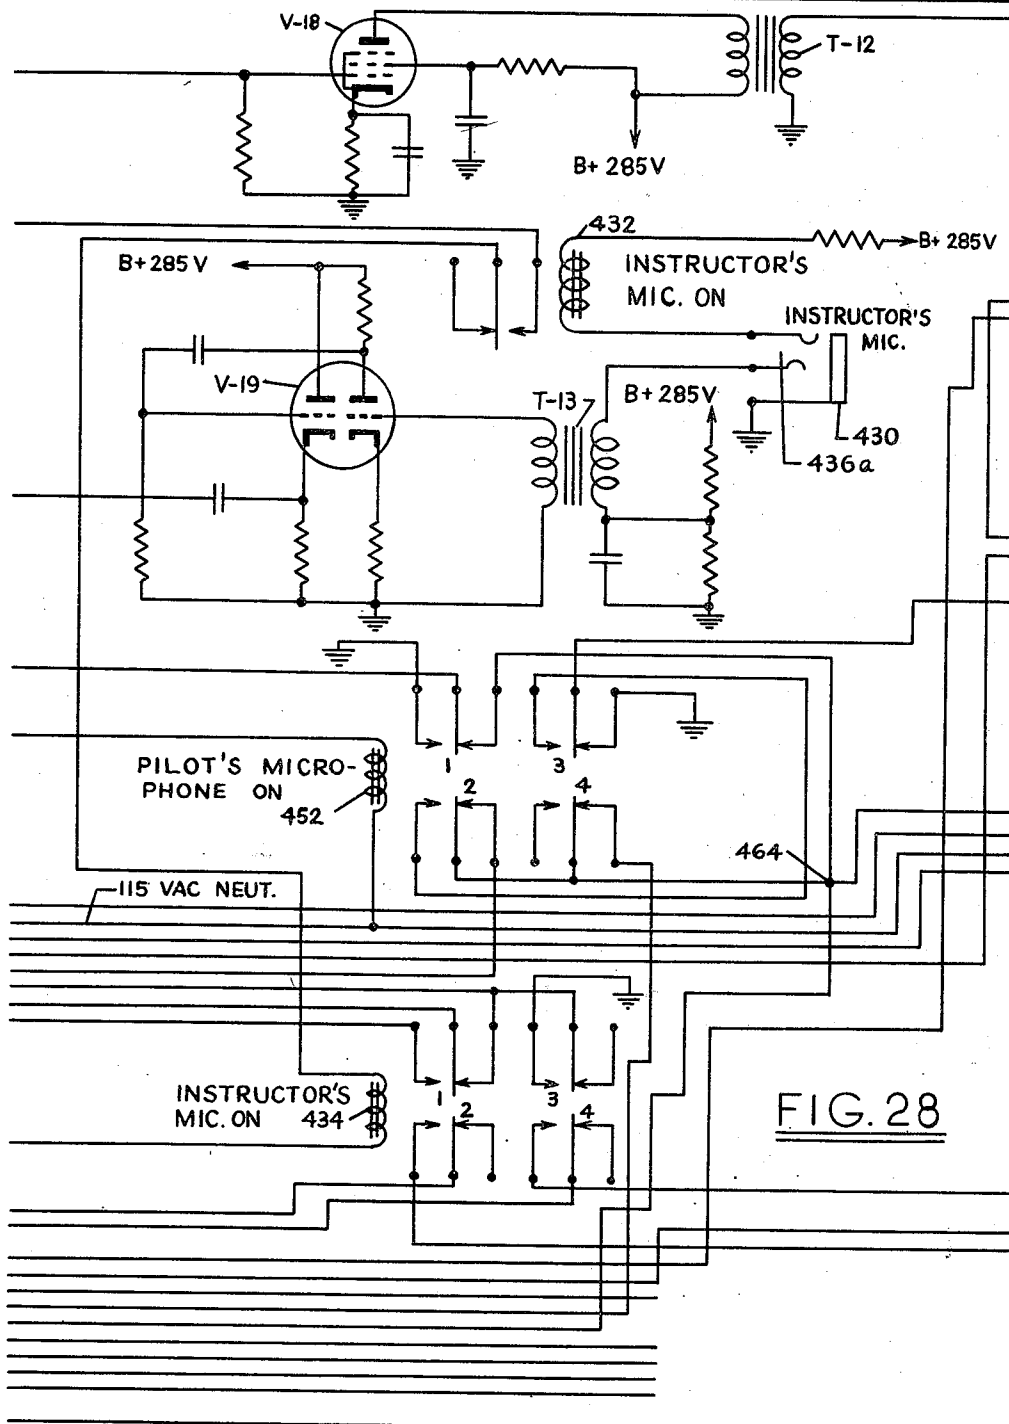 V-18
T-12
B+ 285V
432
B+ 285V
B+285V
INSTRUCTOR'S
MIC. ON
INSTRUCTOR'S
MIC.
V-19
T-13
B+285V
430
436a
1
3
PILOT'S MICRO-
PHONE ON
2
4
452
464
115 VAC NEUT.
INSTRUCTOR'S
MIC. ON 434
1
3
2
4
FIG. 28